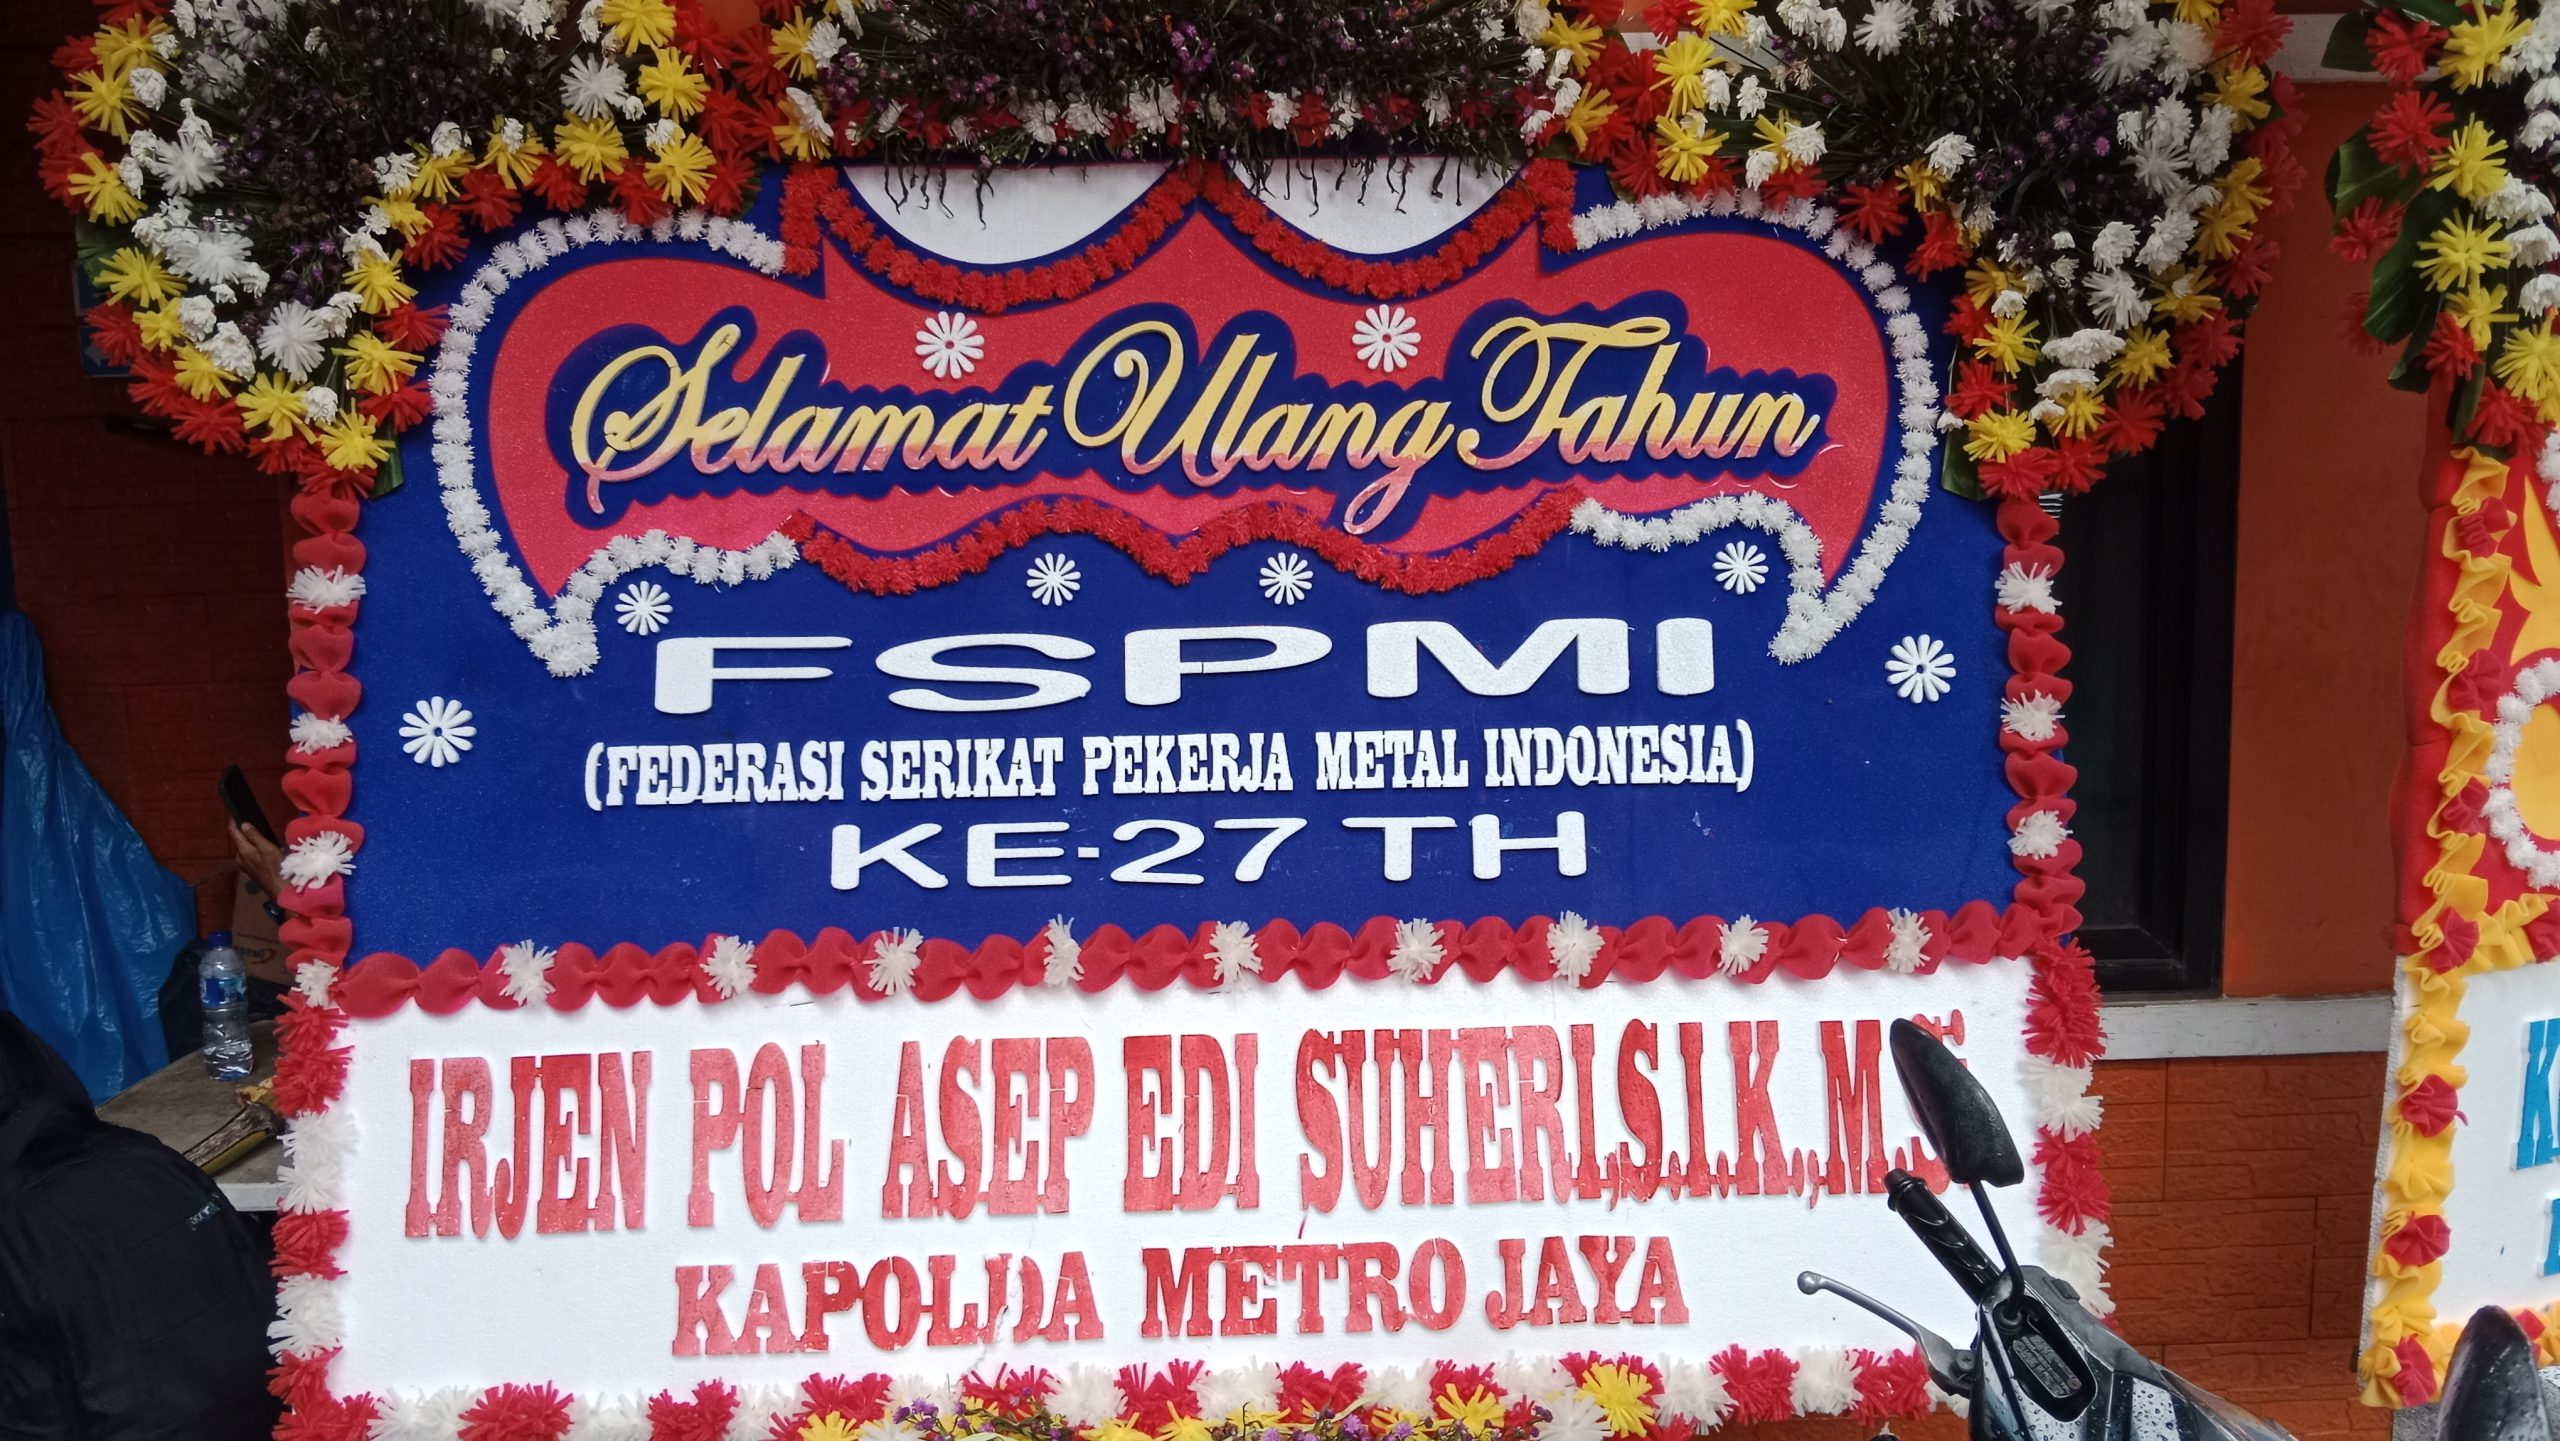 Selamat Ulang Tahun
FSPMI
(FEDERASI SERIKAT PEKERJA METAL INDONESIA)
KE-27 TH
IRJEN POL ASEP EDI SUHERI,S.I.K.,
KAPOLDA METRO JAYA